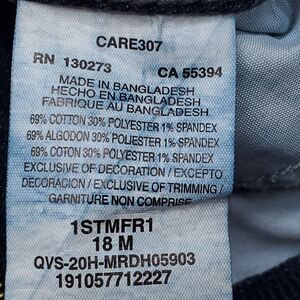 CARE307
RN 130273 CA 55394
MADE IN BANGLADESH
HECHO EN BANGLADESH
FABRIQUE AU BANGLADESH
69% COTTON 30% POLYESTER 1% SPANDEX
69% ALGODON 30% POLYESTER 1% SPANDEX
69% COTON 30% POLYESTER 1% SPANDEX
EXCLUSIVE OF DECORATION / EXCEPTO
DECORACION / EXCLUSIVE OF TRIMMING /
GARNITURE NON COMPRISE
1STMFR1
18 M
QVS-20H-MRDH05903
191057712227